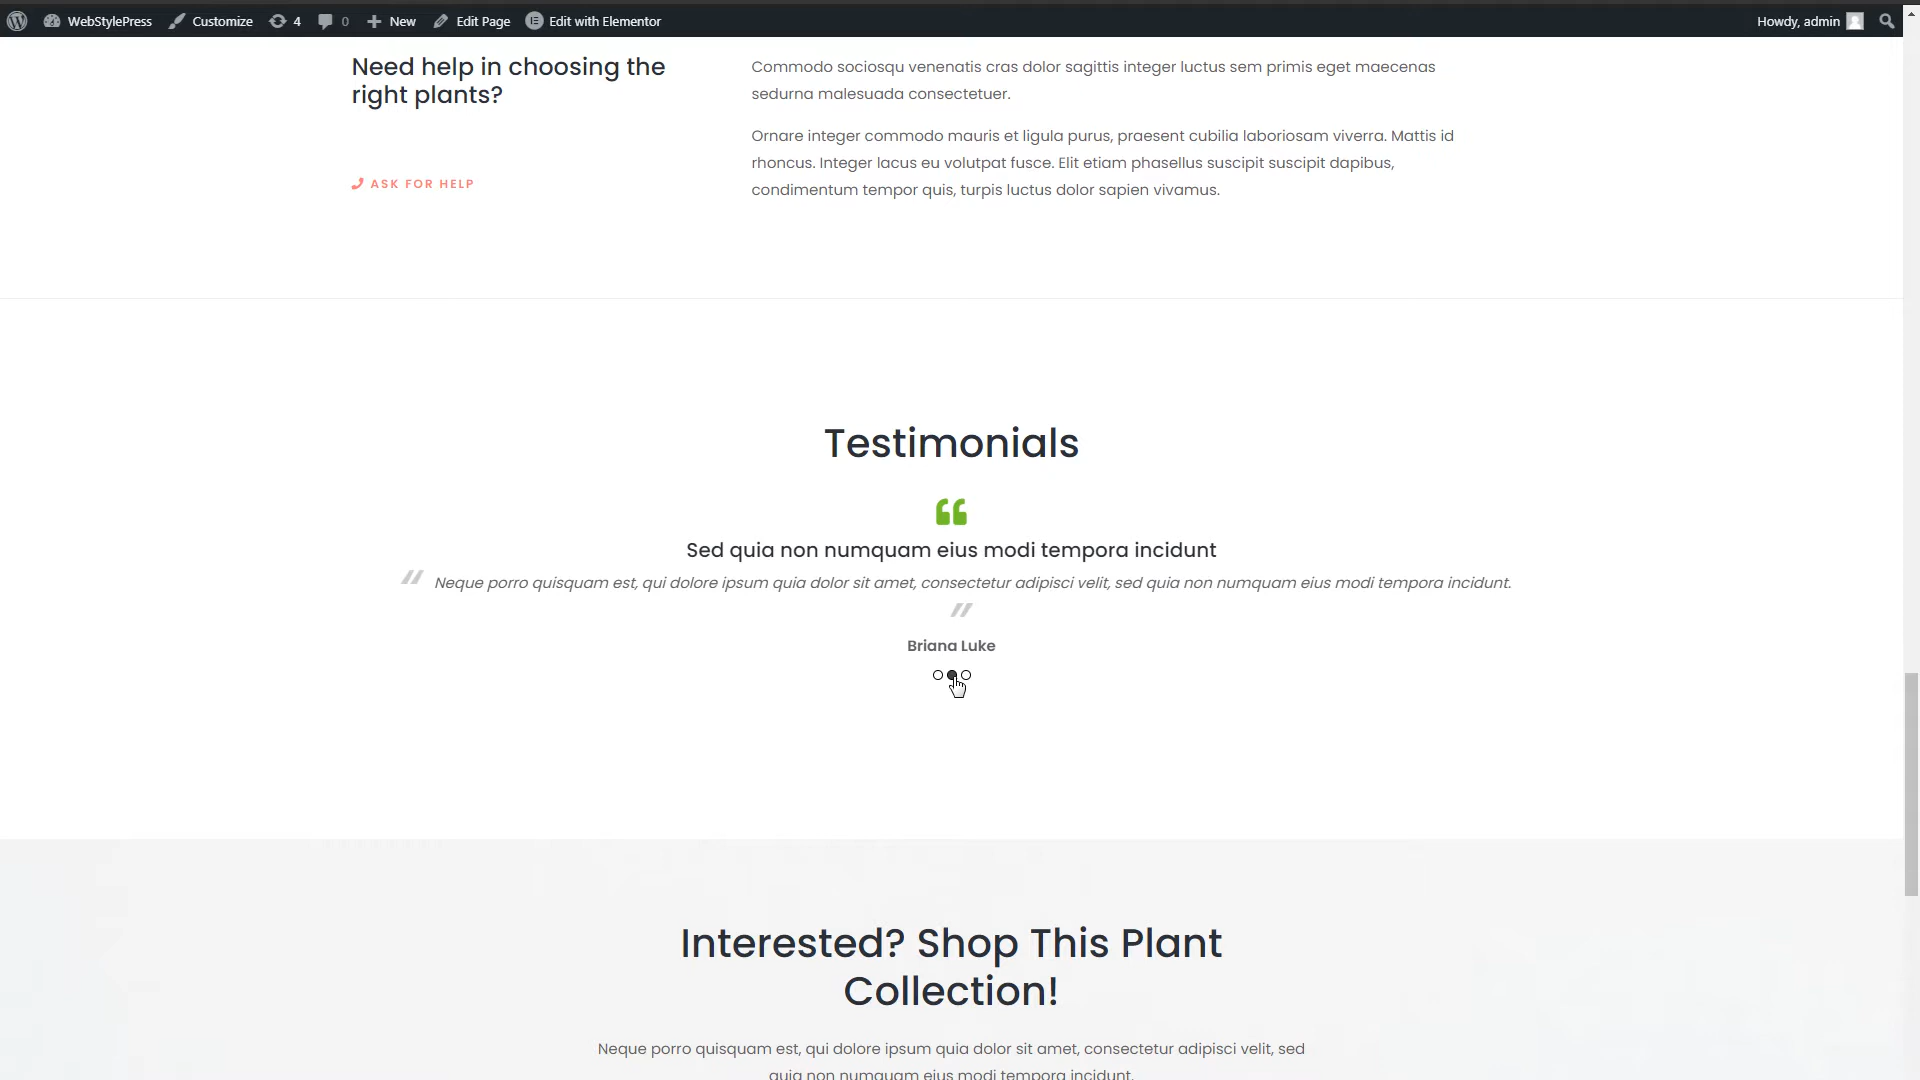 WebStylePress Customize 4 0 New Edit Page Edit with Elementor Howdy, admin
Need help in choosing the
right plants?
ASK FOR HELP
Commodo sociosqu venenatis cras dolor sagittis integer luctus sem primis eget maecenas
sedurna malesuada consectetuer.
Ornare integer commodo mauris et ligula purus, praesent cubilia laboriosam viverra. Mattis id
rhoncus. Integer lacus eu volutpat fusce. Elit etiam phasellus suscipit suscipit dapibus,
condimentum tempor quis, turpis luctus dolor sapien vivamus.
Testimonials
Sed quia non numquam eius modi tempora incidunt
Neque porro quisquam est, qui dolore ipsum quia dolor sit amet, consectetur adipisci velit, sed quia non numquam eius modi tempora incidunt.
Briana Luke
Interested? Shop This Plant
Collection!
Neque porro quisquam est, qui dolore ipsum quia dolor sit amet, consectetur adipisci velit, sed
quia non numquam eius modi tempora incidunt.